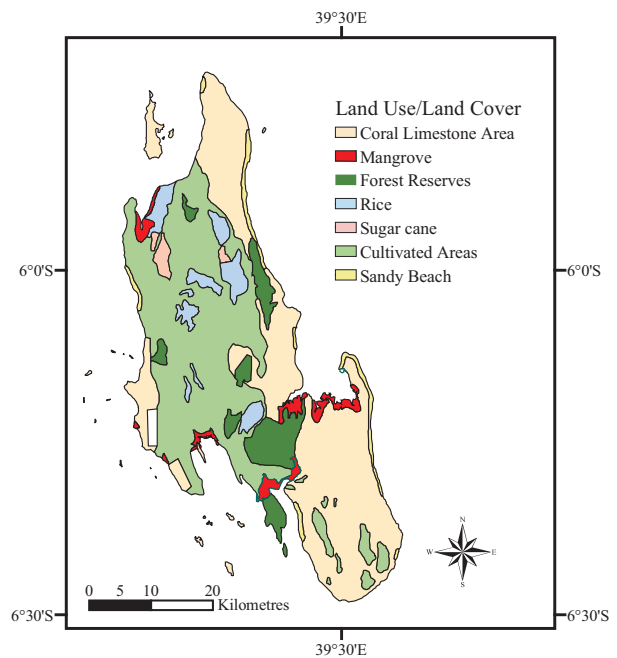 39°30'E
Land Use/Land Cover
Coral Limestone Area
Mangrove
Forest Reserves
Rice
Sugar cane
Cultivated Areas
Sandy Beach
6°0'S
6°0'S
N
W
E
S
0 5 10 20
Kilometres
6°30'S
6°30'S
39°30'E